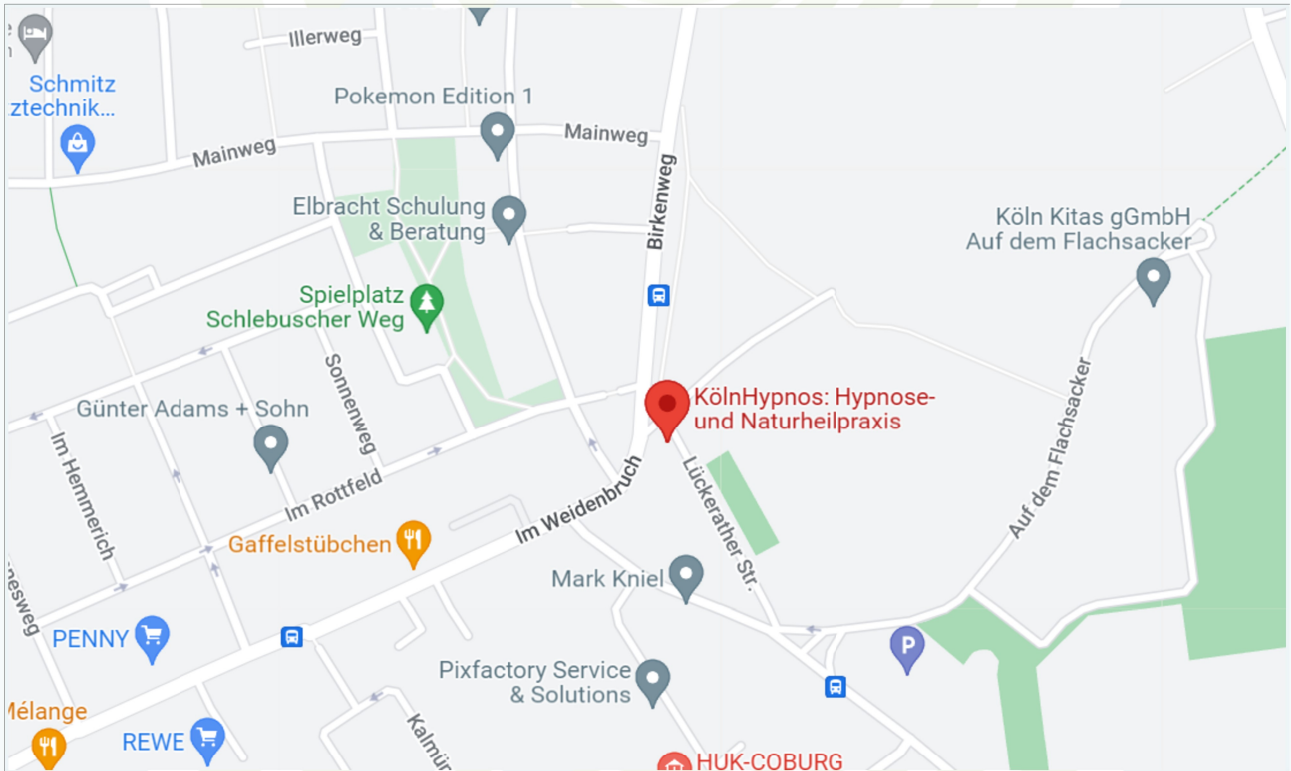 Illerweg
Schmitz
ztechnik...
Pokemon Edition 1
Mainweg
Mainweg
Birkenweg
Elbracht Schulung
& Beratung
Köln Kitas gGmbH
Auf dem Flachsacker
Spielplatz
Schlebuscher Weg
Sonnenweg
KölnHypnos: Hypnose-
und Naturheilpraxis
Günter Adams + Sohn
Im Hemmerich
Im Rottfeld
Im Weidenbruch
Lückerather Str.
Auf dem Flachsacker
Gaffelstübchen
Mark Kniel
nesweg
PENNY
P
Pixfactory Service
& Solutions
Mélange
REWE
Kalmün
HUK-COBURG